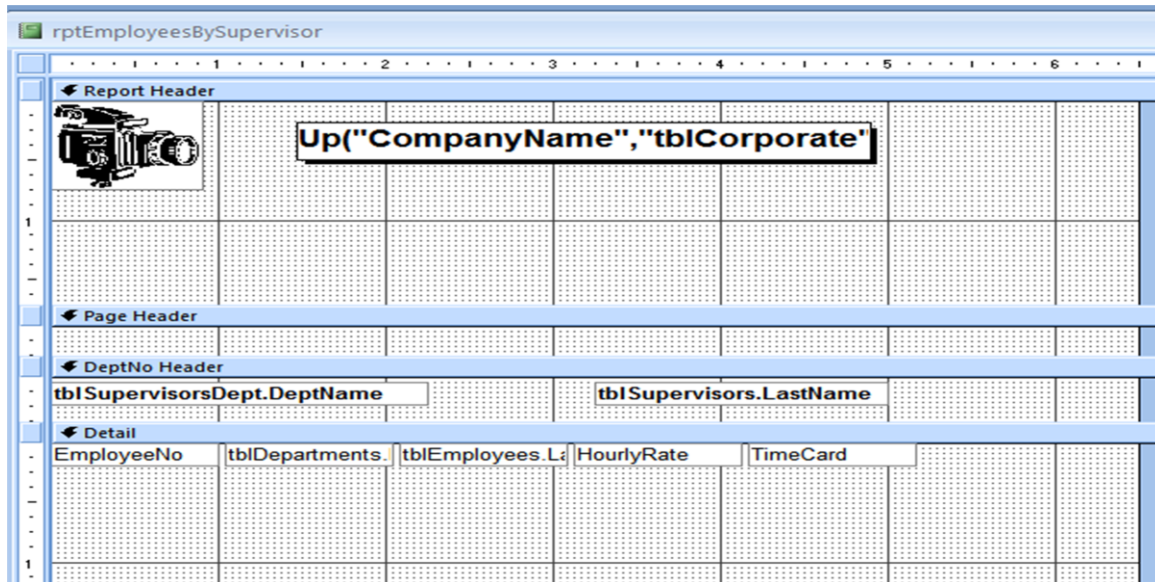 rptEmployeesBySupervisor
1 2 3 4 5 6
Report Header
Up("CompanyName","tblCorporate"
1
Page Header
DeptNo Header
tblSupervisorsDept.DeptName tblSupervisors.LastName
Detail
EmployeeNo tblDepartments. tblEmployees.La HourlyRate TimeCard
1